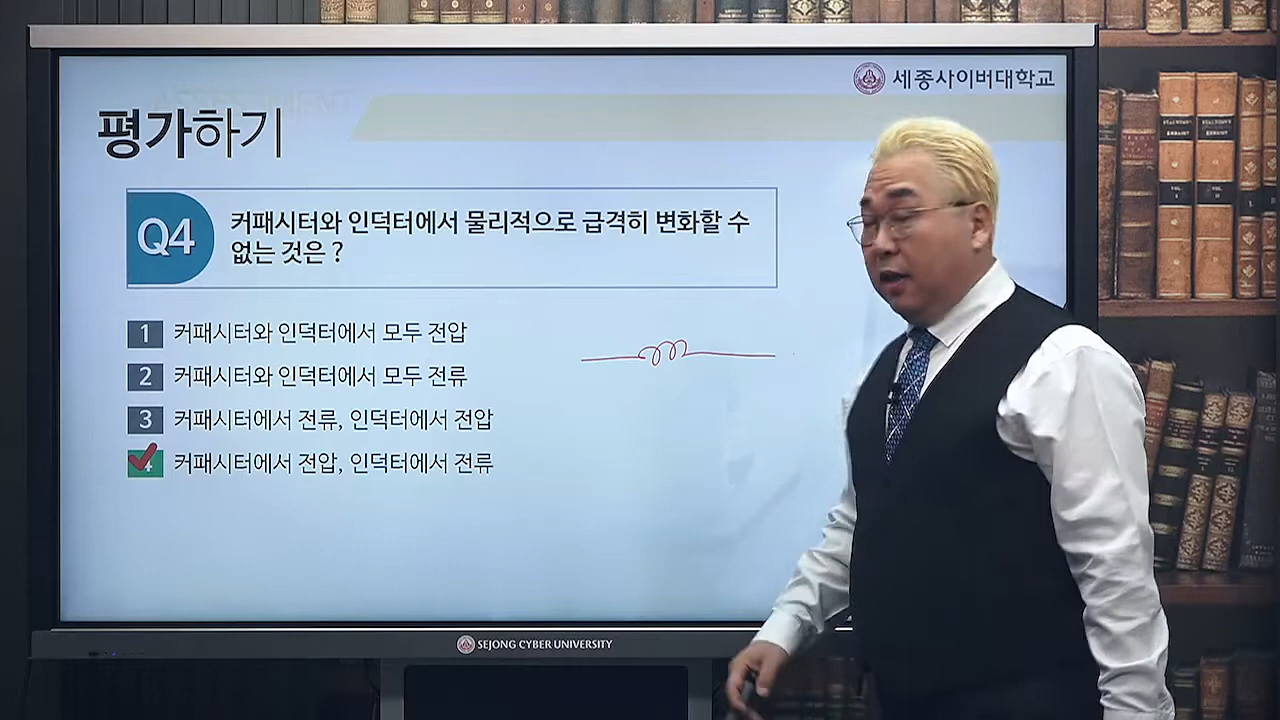 세종사이버대학교
평가하기
Q4
커패시터와 인덕터에서 물리적으로 급격히 변화할 수
없는 것은 ?
1 커패시터와 인덕터에서 모두 전압
2 커패시터와 인덕터에서 모두 전류
3 커패시터에서 전류, 인덕터에서 전압
4 커패시터에서 전압, 인덕터에서 전류
SEJONG CYBER UNIVERSITY